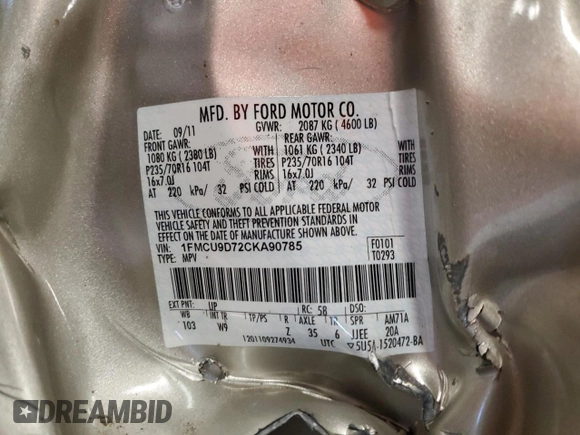 MFD. BY FORD MOTOR CO.
DATE: 09/11 GVWR: 2087 KG ( 4600 LB)
FRONT GAWR: REAR GAWR:
1080 KG ( 2380 LB) WITH 1061 KG ( 2340 LB) WITH
P235/70R16 104T TIRES P235/70R16 104T TIRES
16x7.0J RIMS 16x7.0J RIMS
AT 220 kPa/ 32 PSI COLD AT 220 kPa/ 32 PSI COLD
THIS VEHICLE CONFORMS TO ALL APPLICABLE FEDERAL MOTOR
VEHICLE SAFETY AND THEFT PREVENTION STANDARDS IN
EFFECT ON THE DATE OF MANUFACTURE SHOWN ABOVE.
VIN: 1FMCU9D72CKA90785 F0101
TYPE: MPV T0293
EXT PNT: UP RC: 58 DSO:
WB INT TR TP/PS R AXLE TR SPR AM71A
103 W9 Z 35 6 JJEE 20A
1201109274934 UTC 5U5A-1520472-BA
DREAMBID